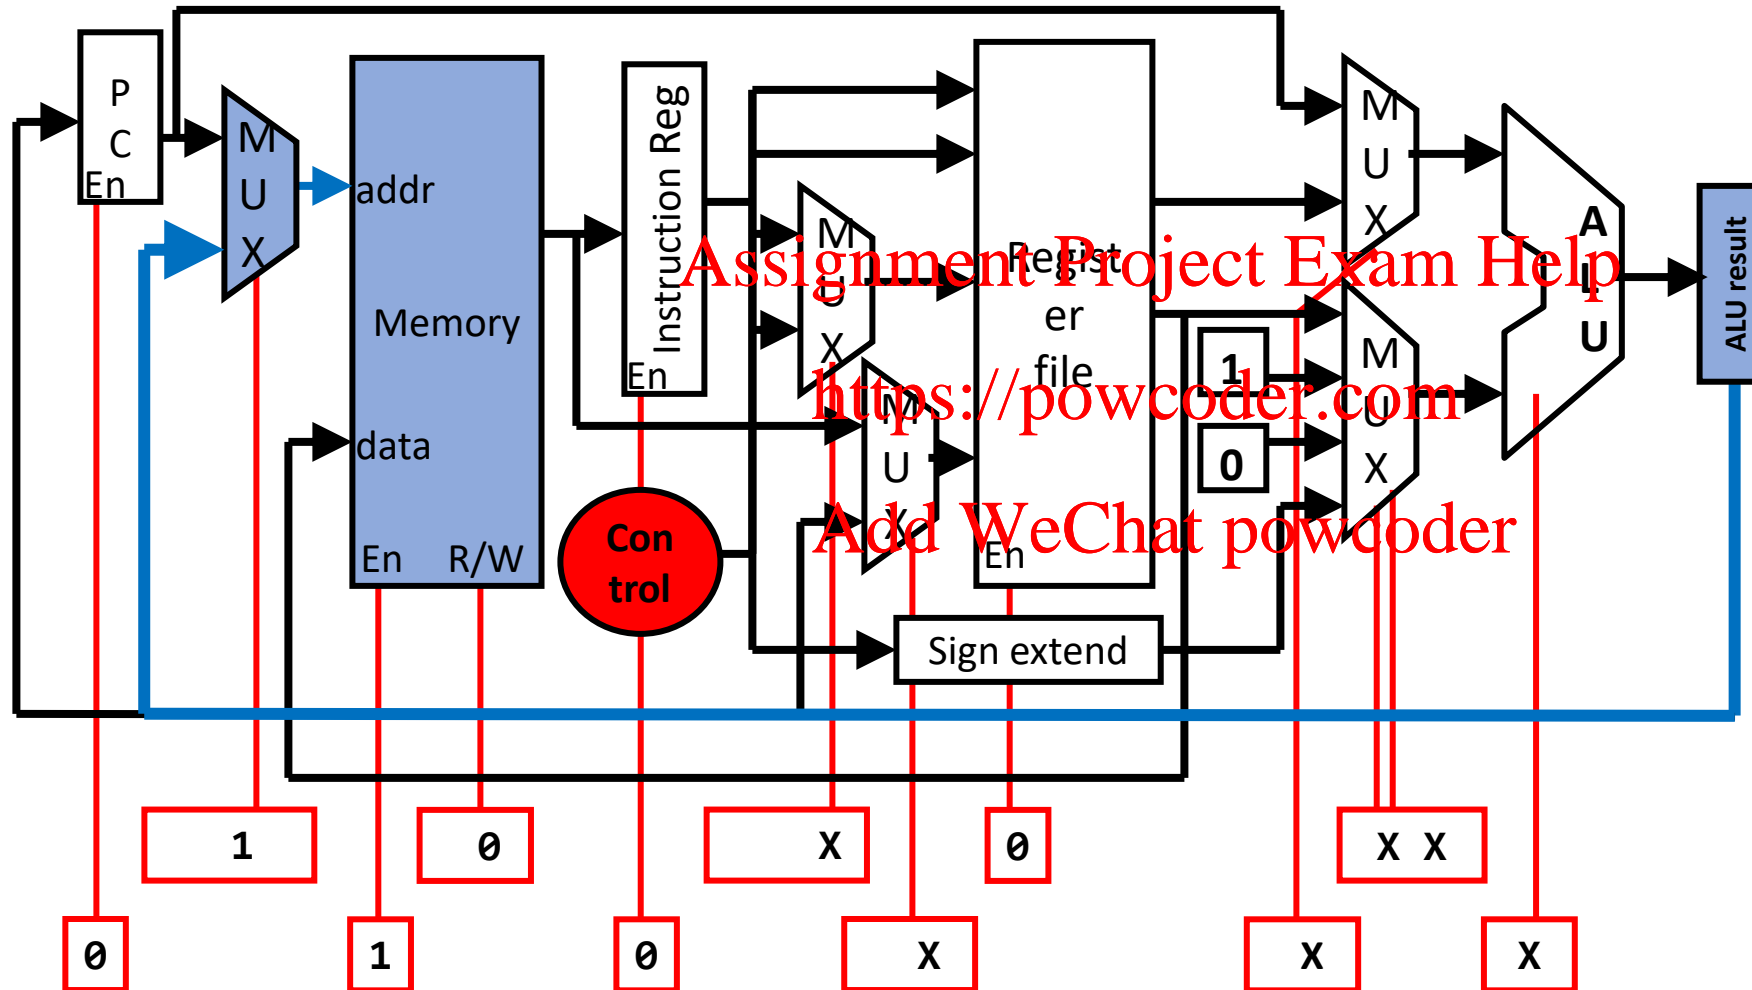 P
C
En
M
U
X
addr
Memory
data
En R/W
Instruction Reg
En
Con
trol
M
U
X
M
U
X
Regist
er
file
En
Sign extend
1
0
M
U
X
M
U
X
A
L
U
ALU result
Assignment Project Exam Help
https://powcoder.com
Add WeChat powcoder
1
0
X
0
X X
0
1
0
X
X
X